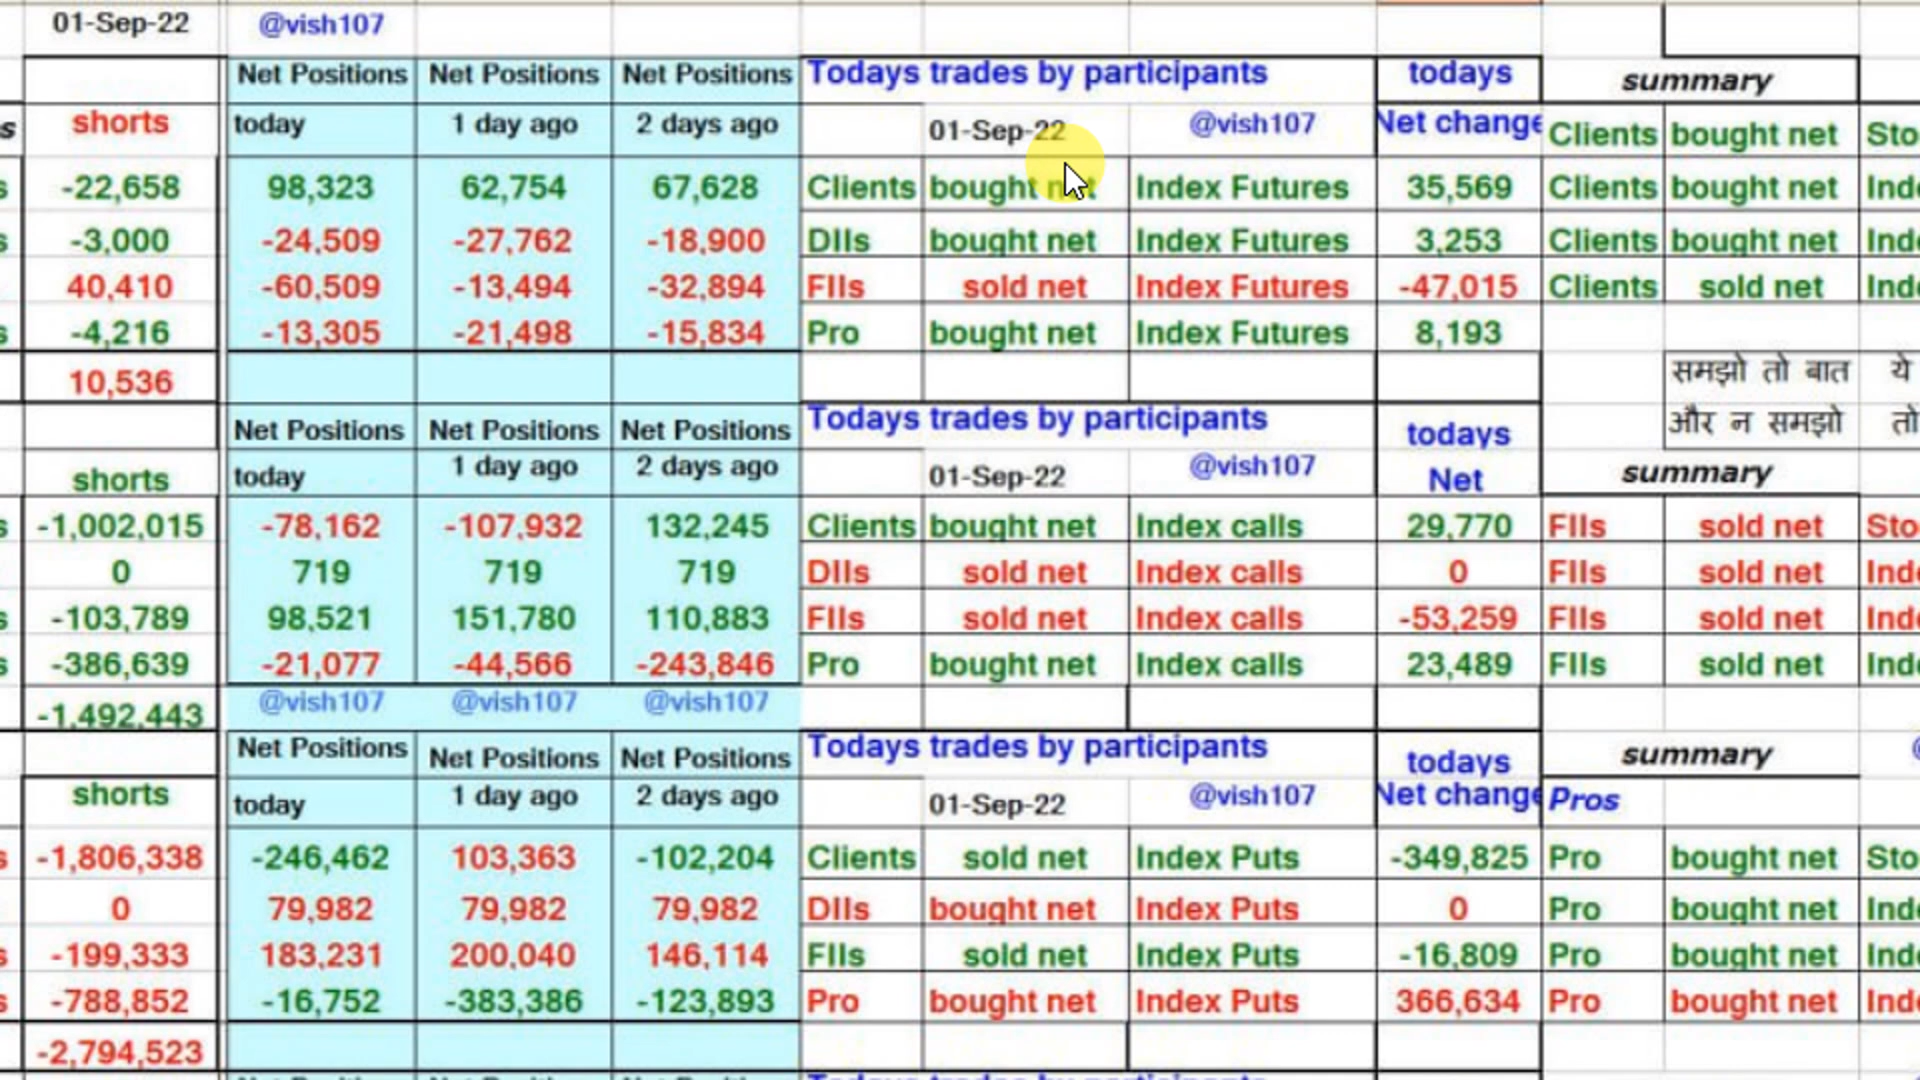 01-Sep-22 @vish107
Net Positions Net Positions Net Positions Todays trades by participants todays summary
s shorts today 1 day ago 2 days ago 01-Sep-22 @vish107 Net change Clients bought net Sto
s -22,658 98,323 62,754 67,628 Clients bought net Index Futures 35,569 Clients bought net Inde
s -3,000 -24,509 -27,762 -18,900 DIIs bought net Index Futures 3,253 Clients bought net Inde
40,410 -60,509 -13,494 -32,894 FIIs sold net Index Futures -47,015 Clients sold net Inde
s -4,216 -13,305 -21,498 -15,834 Pro bought net Index Futures 8,193
10,536 समझो तो बात ये
Net Positions Net Positions Net Positions Todays trades by participants todays और न समझो तो
shorts today 1 day ago 2 days ago 01-Sep-22 @vish107 Net summary
s -1,002,015 -78,162 -107,932 132,245 Clients bought net Index calls 29,770 FIIs sold net Sto
0 719 719 719 DIIs sold net Index calls 0 FIIs sold net Inde
s -103,789 98,521 151,780 110,883 FIIs sold net Index calls -53,259 FIIs sold net Inde
s -386,639 -21,077 -44,566 -243,846 Pro bought net Index calls 23,489 FIIs sold net Inde
-1,492,443 @vish107 @vish107 @vish107
Net Positions Net Positions Net Positions Todays trades by participants todays summary @
shorts today 1 day ago 2 days ago 01-Sep-22 @vish107 Net change Pros
s -1,806,338 -246,462 103,363 -102,204 Clients sold net Index Puts -349,825 Pro bought net Sto
0 79,982 79,982 79,982 DIIs bought net Index Puts 0 Pro bought net Inde
s -199,333 183,231 200,040 146,114 FIIs sold net Index Puts -16,809 Pro bought net Inde
s -788,852 -16,752 -383,386 -123,893 Pro bought net Index Puts 366,634 Pro bought net Inde
-2,794,523